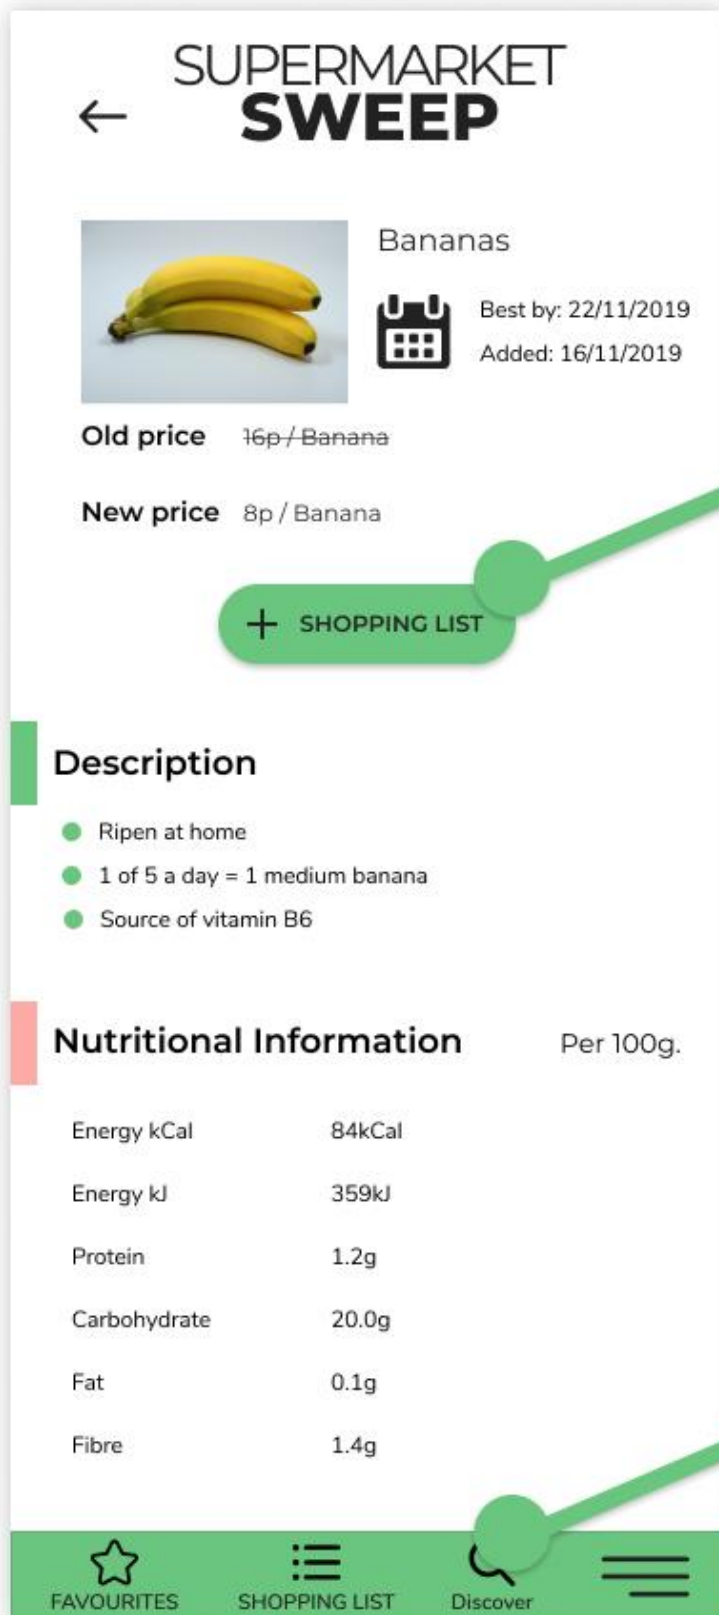 SUPERMARKET
SWEEP
Bananas
Best by: 22/11/2019
Added: 16/11/2019
Old price 16p / Banana
New price 8p / Banana
+ SHOPPING LIST
Description
Ripen at home
1 of 5 a day = 1 medium banana
Source of vitamin B6
Nutritional Information Per 100g.
Energy kCal 84kCal
Energy kJ 359kJ
Protein 1.2g
Carbohydrate 20.0g
Fat 0.1g
Fibre 1.4g
FAVOURITES SHOPPING LIST Discover